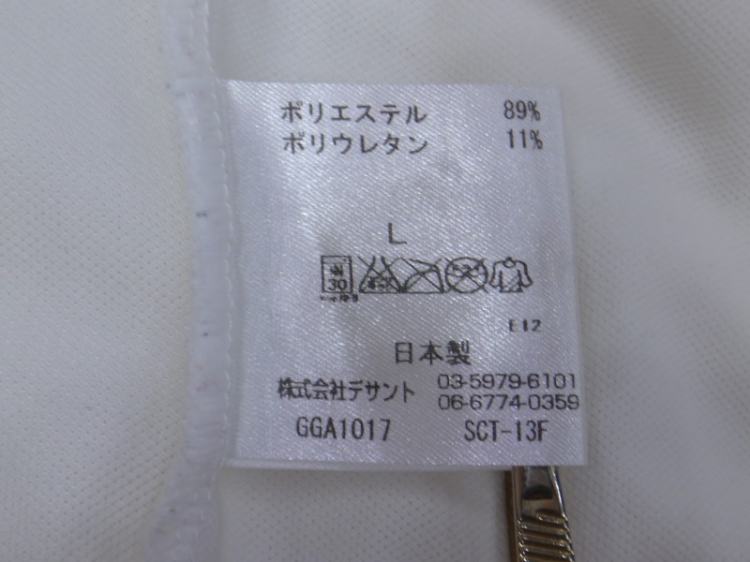 ポリエステル 89%
ポリウレタン 11%
L
弱 30
E12
日本製
株式会社デサント 03-5979-6101
06-6774-0359
GGA1017 SCT-13F